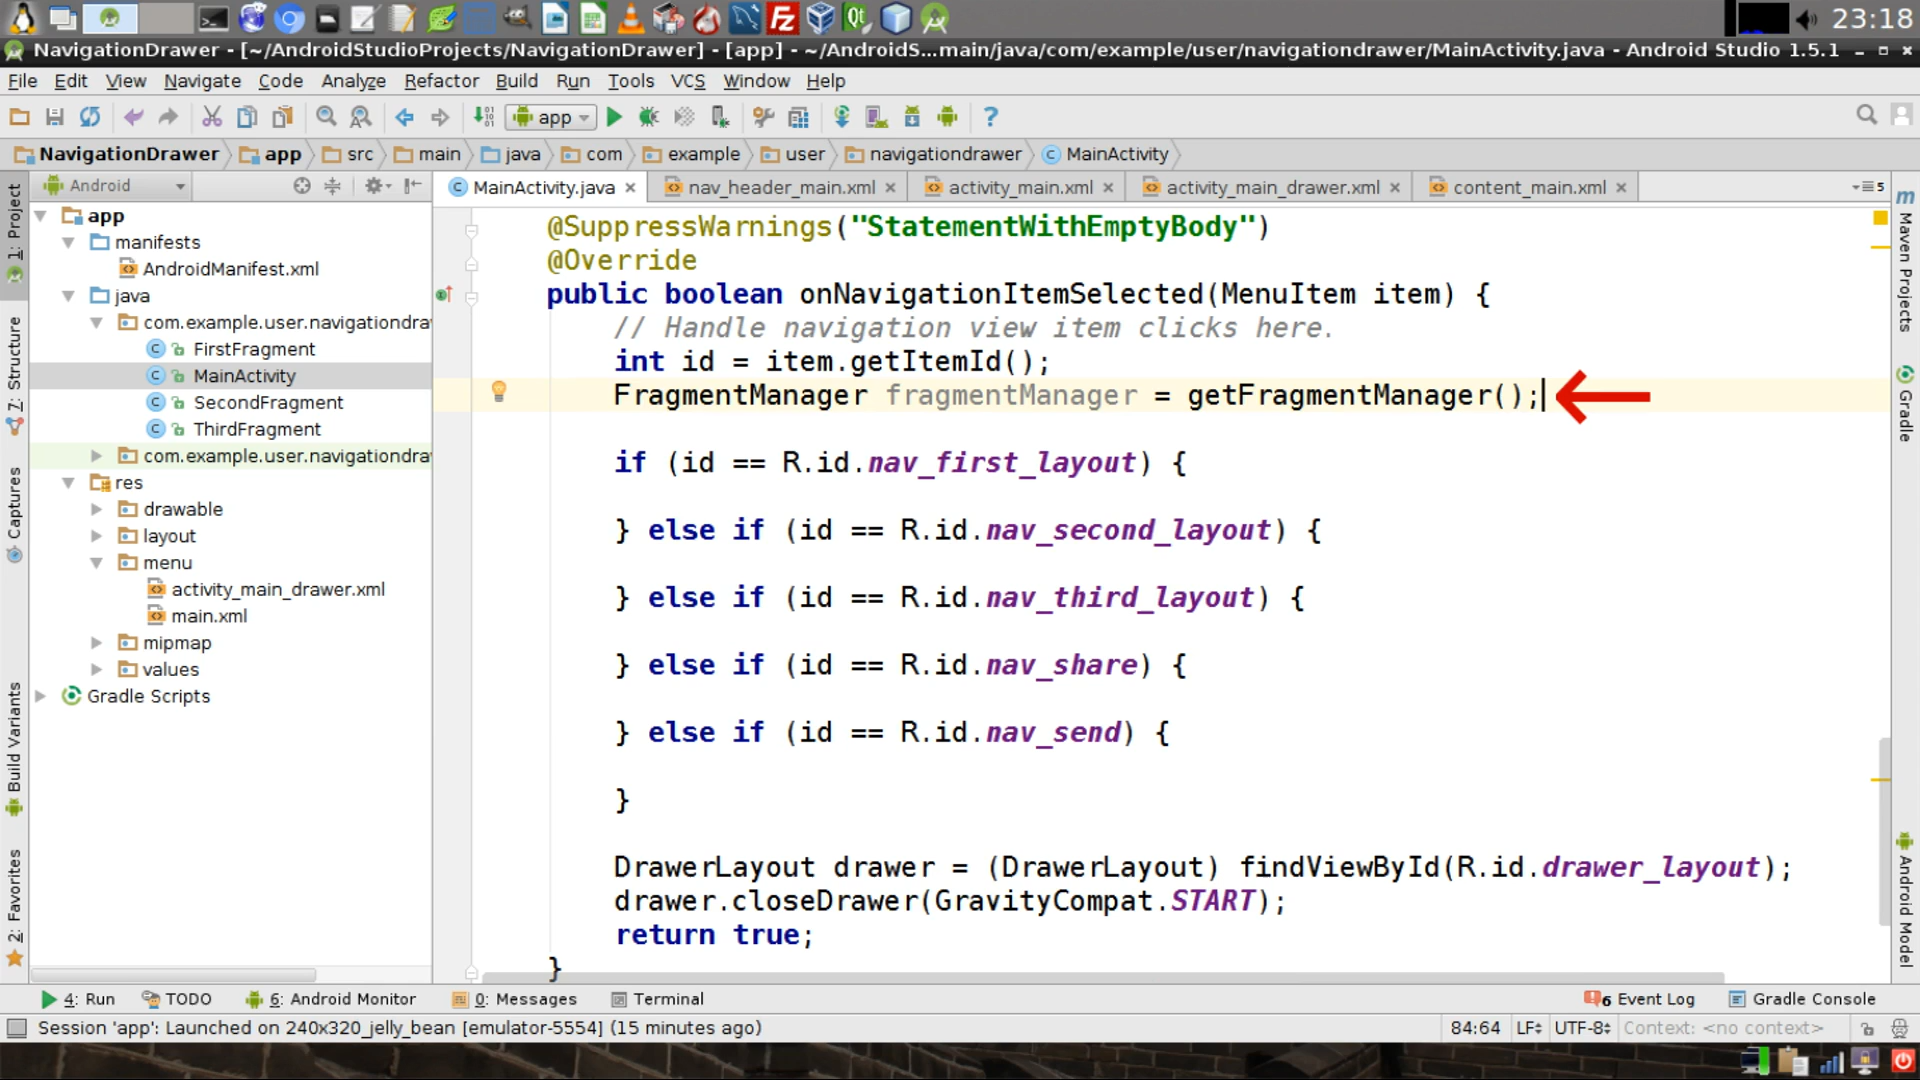 23:18
NavigationDrawer - [~/AndroidStudioProjects/NavigationDrawer] - [app] - ~/AndroidS...main/java/com/example/user/navigationdrawer/MainActivity.java - Android Studio 1.5.1
File Edit View Navigate Code Analyze Refactor Build Run Tools VCS Window Help
app
NavigationDrawer app src main java com example user navigationdrawer MainActivity
Android
MainActivity.java nav_header_main.xml activity_main.xml activity_main_drawer.xml content_main.xml 5
1: Project
7: Structure
Captures
Build Variants
2: Favorites
app
manifests
AndroidManifest.xml
java
com.example.user.navigationdra
FirstFragment
MainActivity
SecondFragment
ThirdFragment
com.example.user.navigationdra
res
drawable
layout
menu
activity_main_drawer.xml
main.xml
mipmap
values
Gradle Scripts
@SuppressWarnings("StatementWithEmptyBody")
@Override
public boolean onNavigationItemSelected(MenuItem item) {
// Handle navigation view item clicks here.
int id = item.getItemId();
FragmentManager fragmentManager = getFragmentManager();
if (id == R.id.nav_first_layout) {
} else if (id == R.id.nav_second_layout) {
} else if (id == R.id.nav_third_layout) {
} else if (id == R.id.nav_share) {
} else if (id == R.id.nav_send) {
}
DrawerLayout drawer = (DrawerLayout) findViewById(R.id.drawer_layout);
drawer.closeDrawer(GravityCompat.START);
return true;
}
Maven Projects
Gradle
Android Model
4: Run TODO 6: Android Monitor 0: Messages Terminal 6 Event Log Gradle Console
Session 'app': Launched on 240x320_jelly_bean [emulator-5554] (15 minutes ago) 84:64 LF UTF-8 Context: <no context>